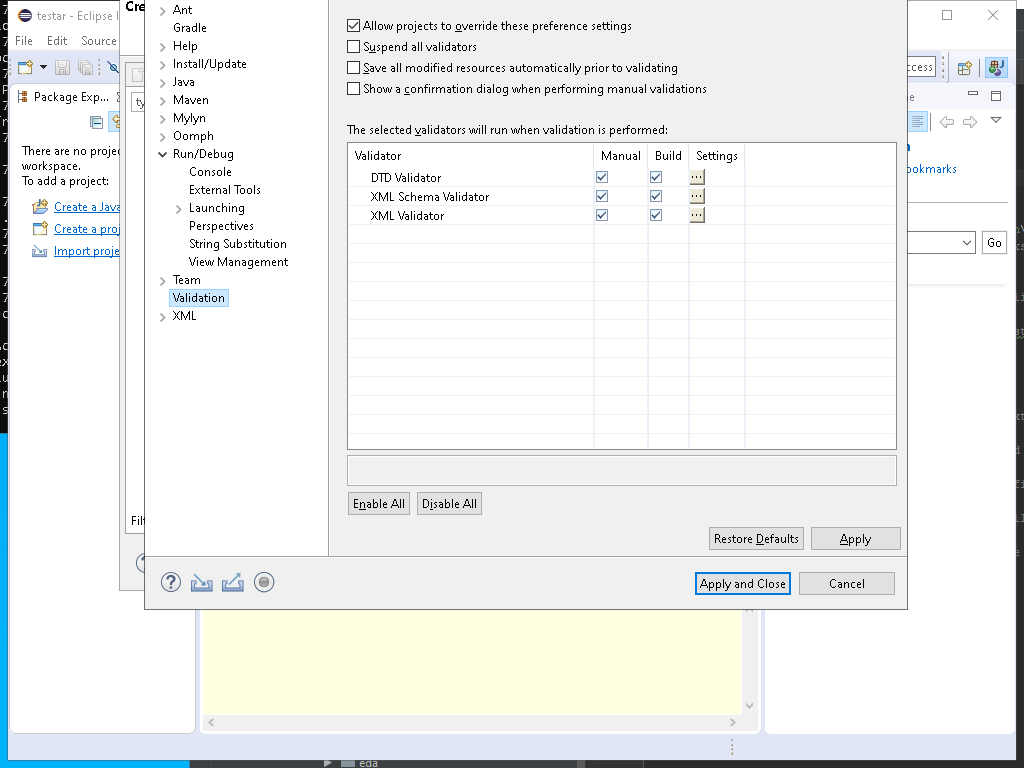 testar - Eclipse I
File Edit Source
Package Exp...
There are no proje
workspace.
To add a project:
Create a Java
Create a proj
Import proje
Cre
ty
Filt
Ant
Gradle
Help
Install/Update
Java
Maven
Mylyn
Oomph
Run/Debug
Console
External Tools
Launching
Perspectives
String Substitution
View Management
Team
Validation
XML
Allow projects to override these preference settings
Suspend all validators
Save all modified resources automatically prior to validating
Show a confirmation dialog when performing manual validations
The selected validators will run when validation is performed:
Validator Manual Build Settings
DTD Validator ...
XML Schema Validator ...
XML Validator ...
Enable All Disable All
Restore Defaults Apply
Apply and Close Cancel
cess
ookmarks
Go
eda